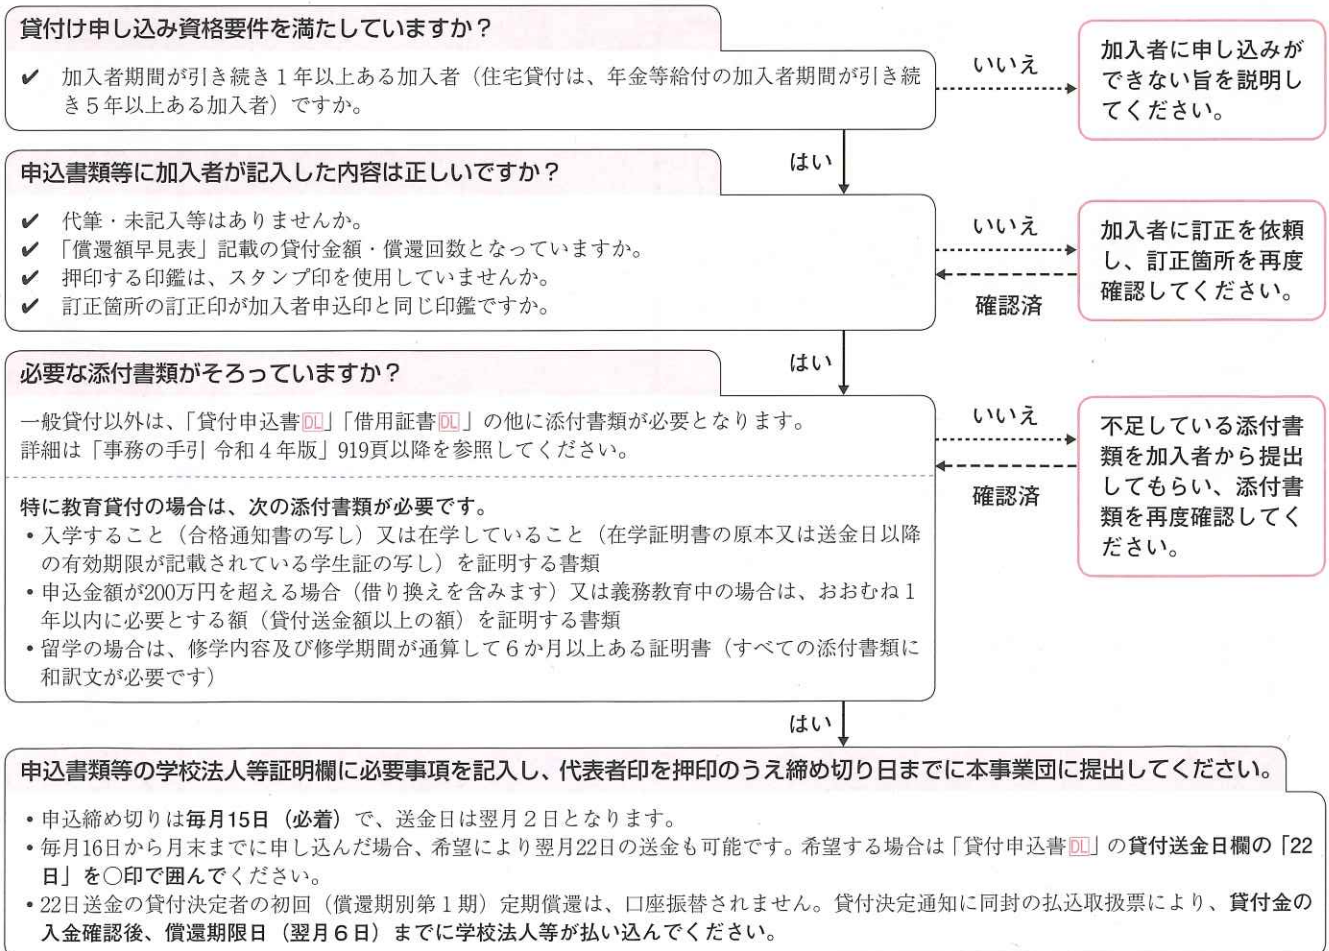 貸付け申し込み資格要件を満たしていますか？
✔ 加入者期間が引き続き１年以上ある加入者（住宅貸付は、年金等給付の加入者期間が引き続
き５年以上ある加入者）ですか。
いいえ
加入者に申し込みが
できない旨を説明し
てください。
はい
申込書類等に加入者が記入した内容は正しいですか？
✔ 代筆・未記入等はありませんか。
✔ 「償還額早見表」記載の貸付金額・償還回数となっていますか。
✔ 押印する印鑑は、スタンプ印を使用していませんか。
✔ 訂正箇所の訂正印が加入者申込印と同じ印鑑ですか。
いいえ
確認済
加入者に訂正を依頼
し、訂正箇所を再度
確認してください。
はい
必要な添付書類がそろっていますか？
一般貸付以外は、「貸付申込書DL」「借用証書DL」の他に添付書類が必要となります。
詳細は「事務の手引 令和４年版」919頁以降を参照してください。
特に教育貸付の場合は、次の添付書類が必要です。
・入学すること（合格通知書の写し）又は在学していること（在学証明書の原本又は送金日以降
の有効期限が記載されている学生証の写し）を証明する書類
・申込金額が200万円を超える場合（借り換えを含みます）又は義務教育中の場合は、おおむね１
年以内に必要とする額（貸付送金額以上の額）を証明する書類
・留学の場合は、修学内容及び修学期間が通算して６か月以上ある証明書（すべての添付書類に
和訳文が必要です）
いいえ
確認済
不足している添付書
類を加入者から提出
してもらい、添付書
類を再度確認してく
ださい。
はい
申込書類等の学校法人等証明欄に必要事項を記入し、代表者印を押印のうえ締め切り日までに本事業団に提出してください。
・申込締め切りは毎月15日（必着）で、送金日は翌月２日となります。
・毎月16日から月末までに申し込んだ場合、希望により翌月22日の送金も可能です。希望する場合は「貸付申込書DL」の貸付送金日欄の「22
日」を○印で囲んでください。
・22日送金の貸付決定者の初回（償還期別第１期）定期償還は、口座振替されません。貸付決定通知に同封の払込取扱票により、貸付金の
入金確認後、償還期限日（翌月６日）までに学校法人等が払い込んでください。